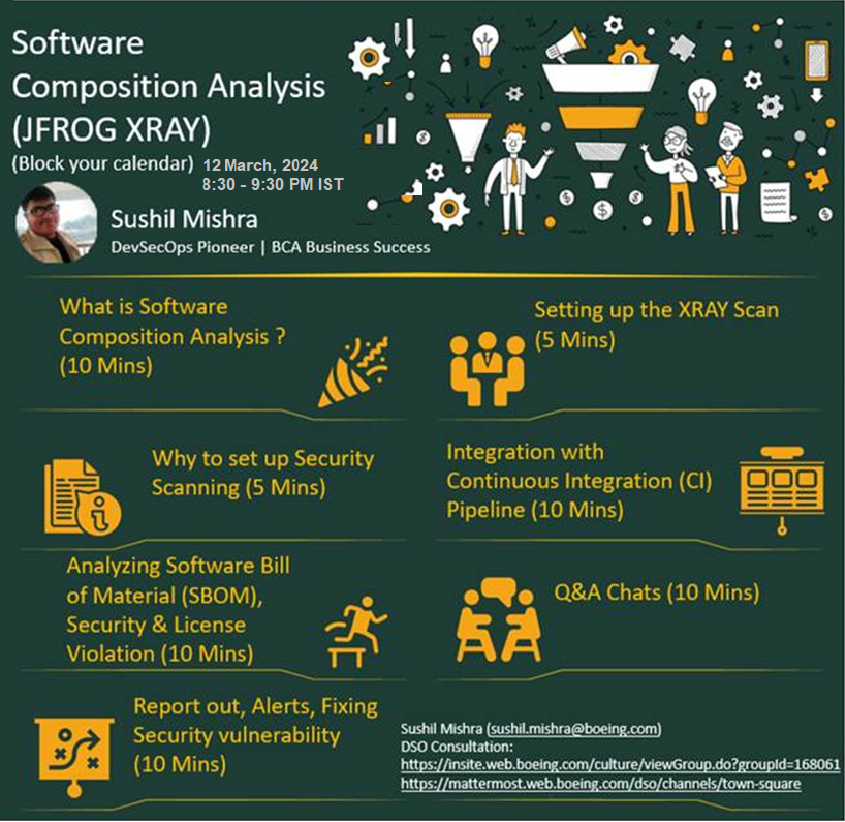 Software
Composition Analysis
(JFROG XRAY)
(Block your calendar) 12 March, 2024
8:30 - 9:30 PM IST
Sushil Mishra
DevSecOps Pioneer | BCA Business Success
What is Software
Composition Analysis ?
(10 Mins)
Setting up the XRAY Scan
(5 Mins)
Why to set up Security
Scanning (5 Mins)
Integration with
Continuous Integration (CI)
Pipeline (10 Mins)
Analyzing Software Bill
of Material (SBOM),
Security & License
Violation (10 Mins)
Q&A Chats (10 Mins)
Report out, Alerts, Fixing
Security vulnerability
(10 Mins)
Sushil Mishra (sushil.mishra@boeing.com)
DSO Consultation:
https://insite.web.boeing.com/culture/viewGroup.do?groupId=168061
https://mattermost.web.boeing.com/dso/channels/town-square